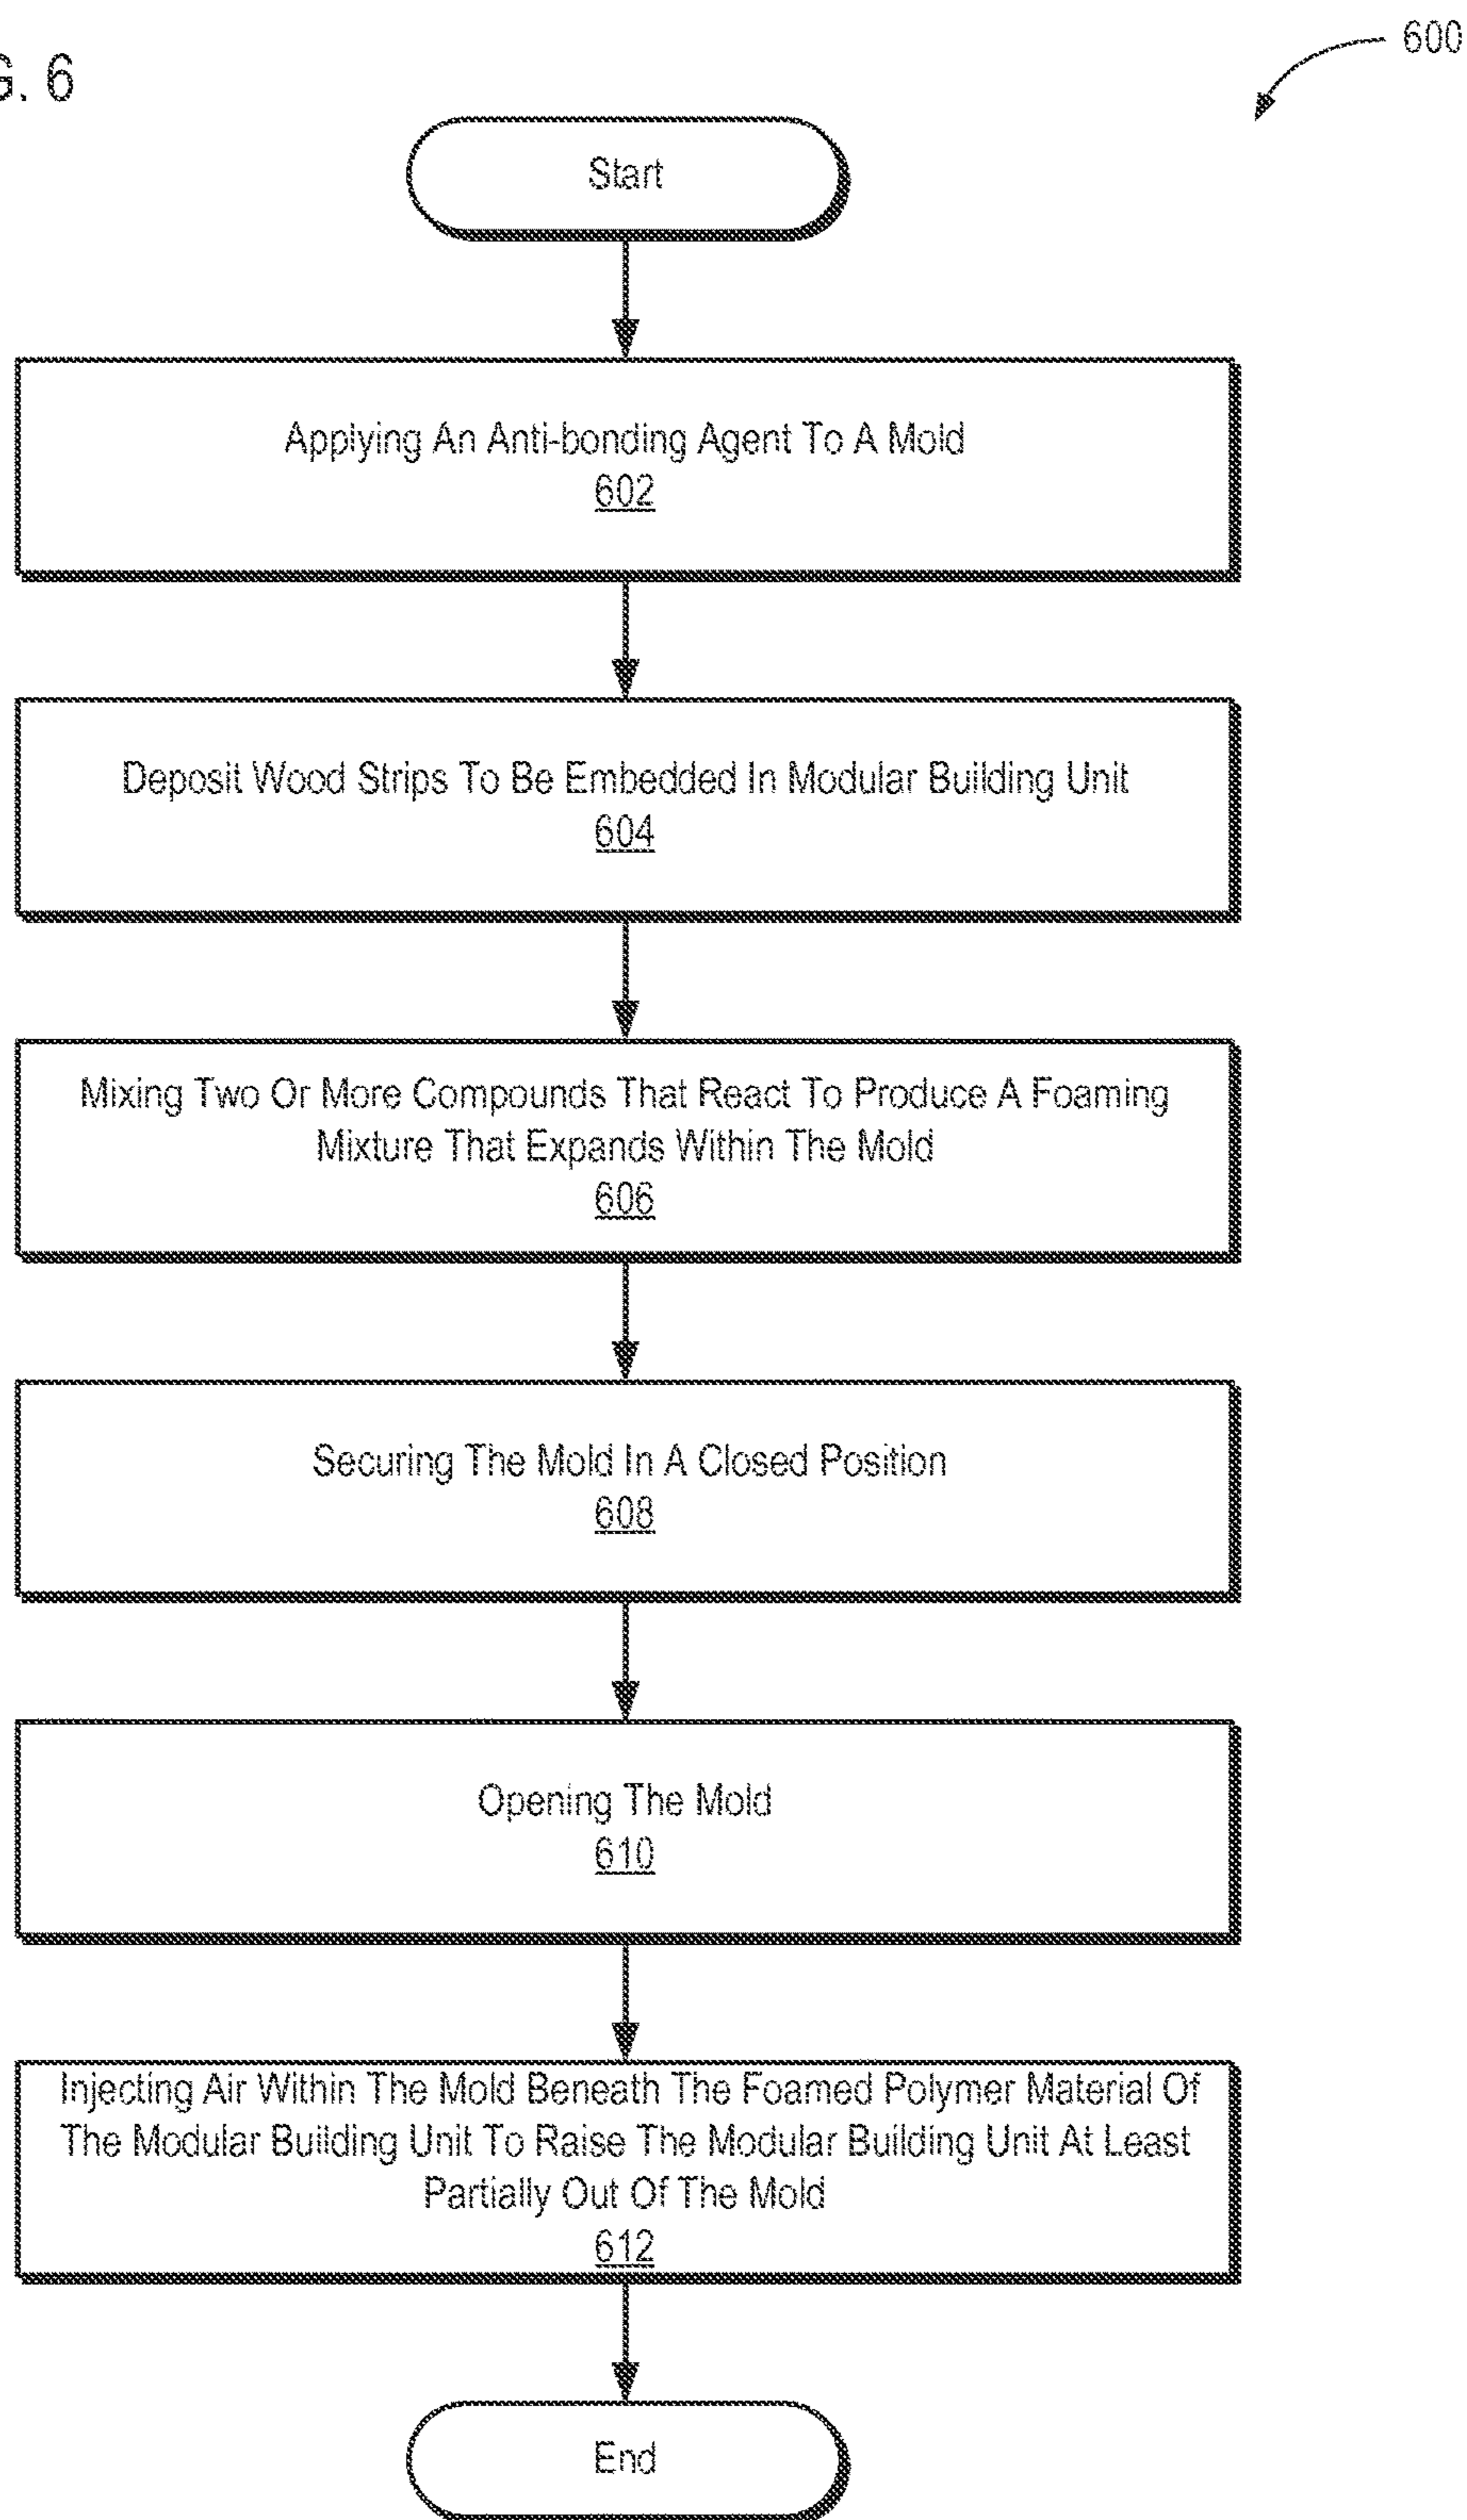 G. 6
600
Start
Applying An Anti-bonding Agent To A Mold
602
Deposit Wood Strips To Be Embedded In Modular Building Unit
604
Mixing Two Or More Compounds That React To Produce A Foaming
Mixture That Expands Within The Mold
606
Securing The Mold In A Closed Position
608
Opening The Mold
610
Injecting Air Within The Mold Beneath The Foamed Polymer Material Of
The Modular Building Unit To Raise The Modular Building Unit At Least
Partially Out Of The Mold
612
End